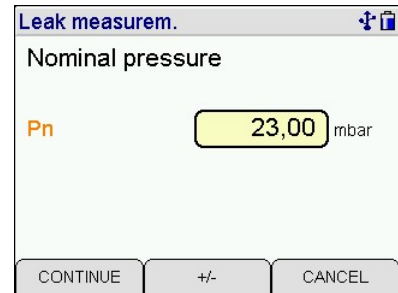 Leak measurem.
Nominal pressure
Pn 23,00 mbar
CONTINUE +/- CANCEL